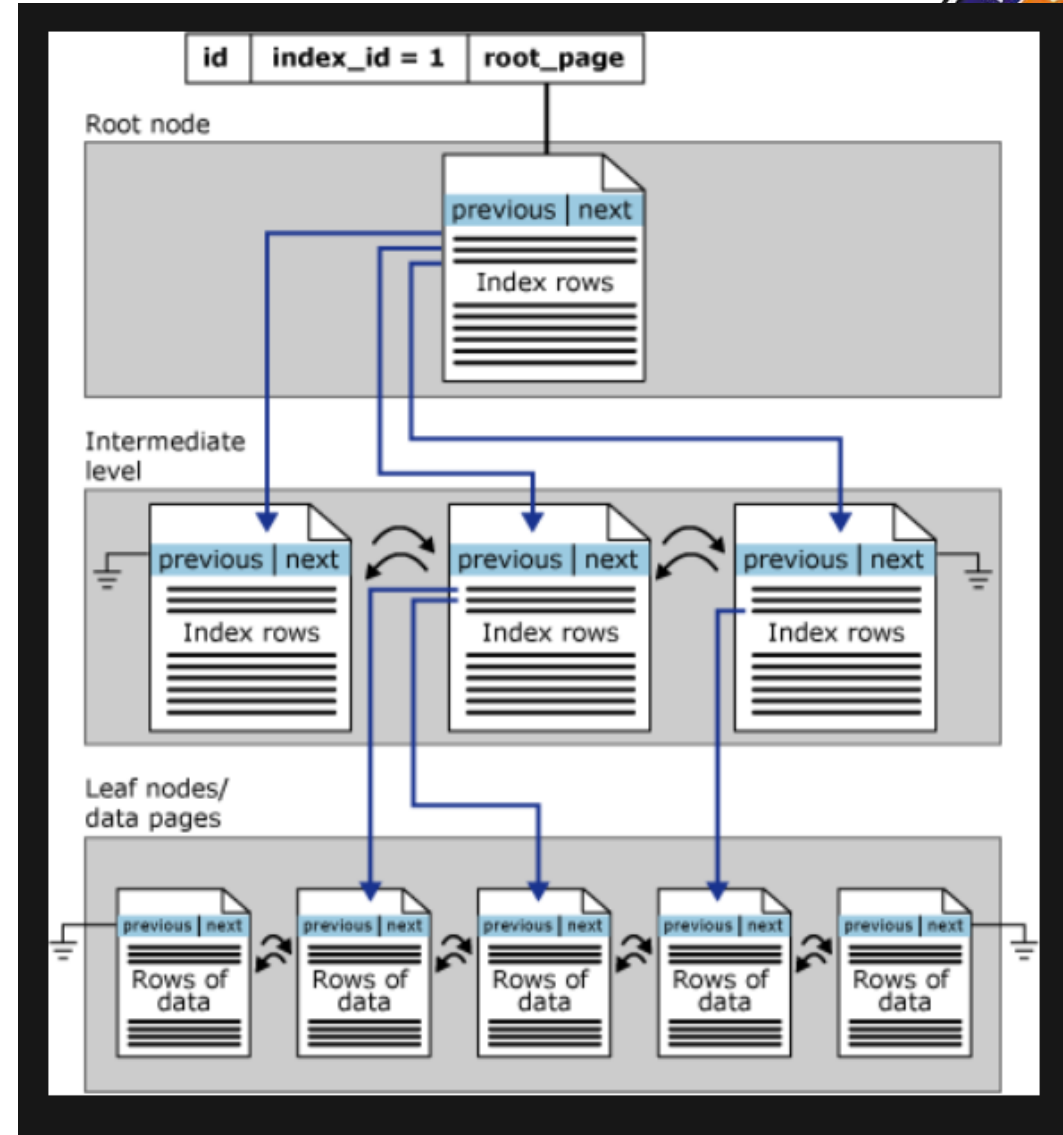 id index_id = 1 root_page
Root node
previous next
Index rows
Intermediate
level
previous next previous next previous next
Index rows Index rows Index rows
Leaf nodes/
data pages
previous next previous next previous next previous next previous next
Rows of Rows of Rows of Rows of Rows of
data data data data data